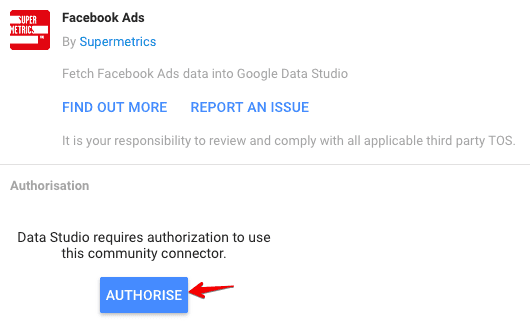 SUPER
METRICS
Facebook Ads
By Supermetrics
Fetch Facebook Ads data into Google Data Studio
FIND OUT MORE REPORT AN ISSUE
It is your responsibility to review and comply with all applicable third party TOS.
Authorisation
Data Studio requires authorization to use
this community connector.
AUTHORISE